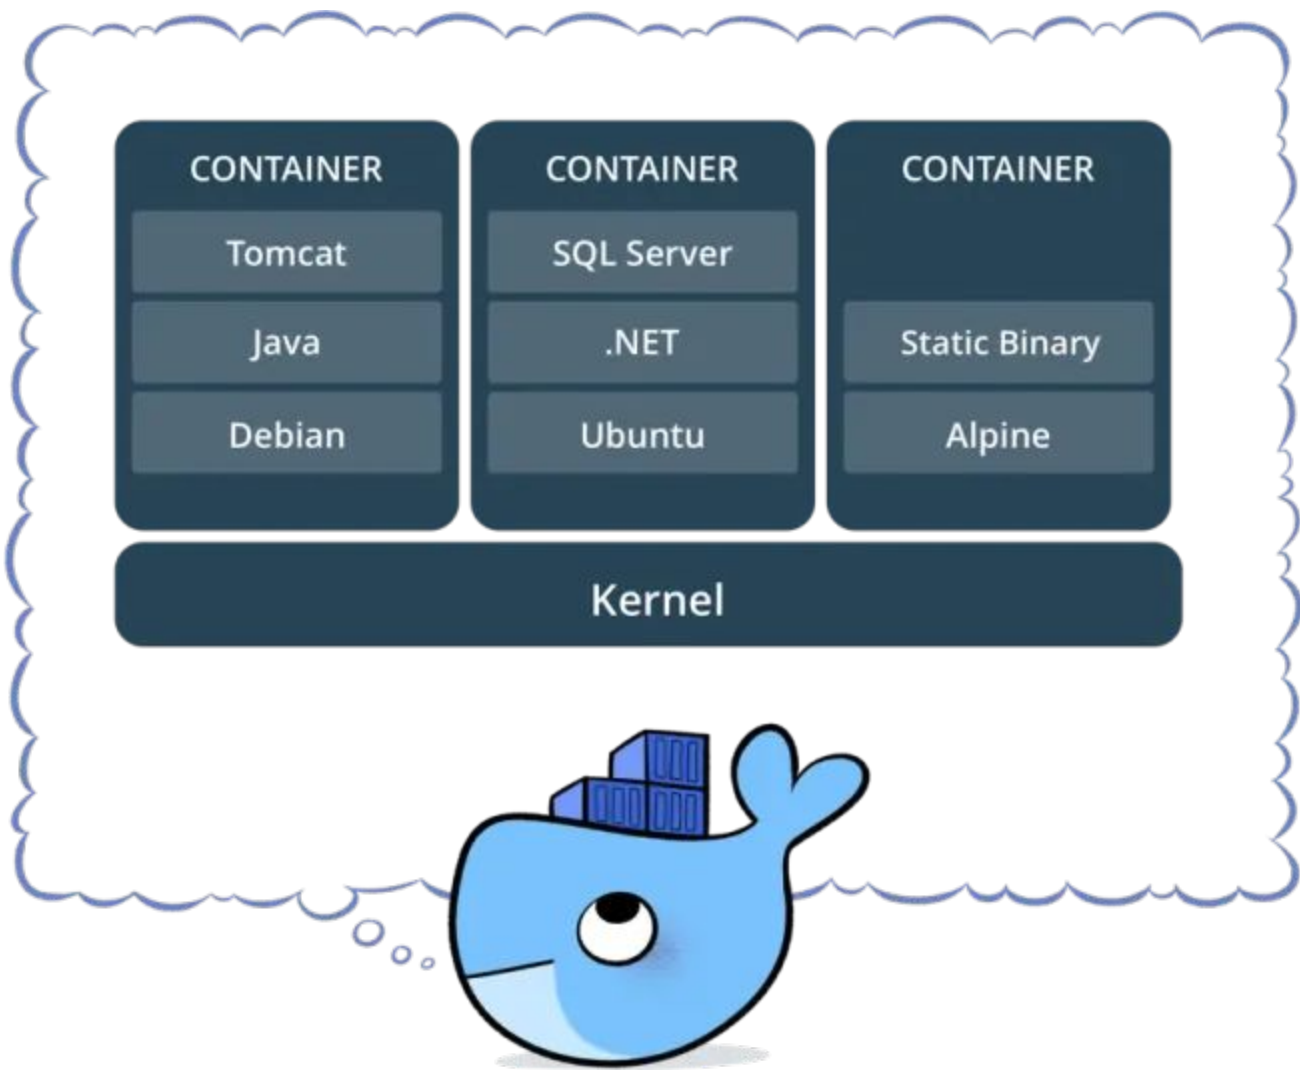 CONTAINER
Tomcat
Java
Debian
CONTAINER
SQL Server
.NET
Ubuntu
CONTAINER
Static Binary
Alpine
Kernel